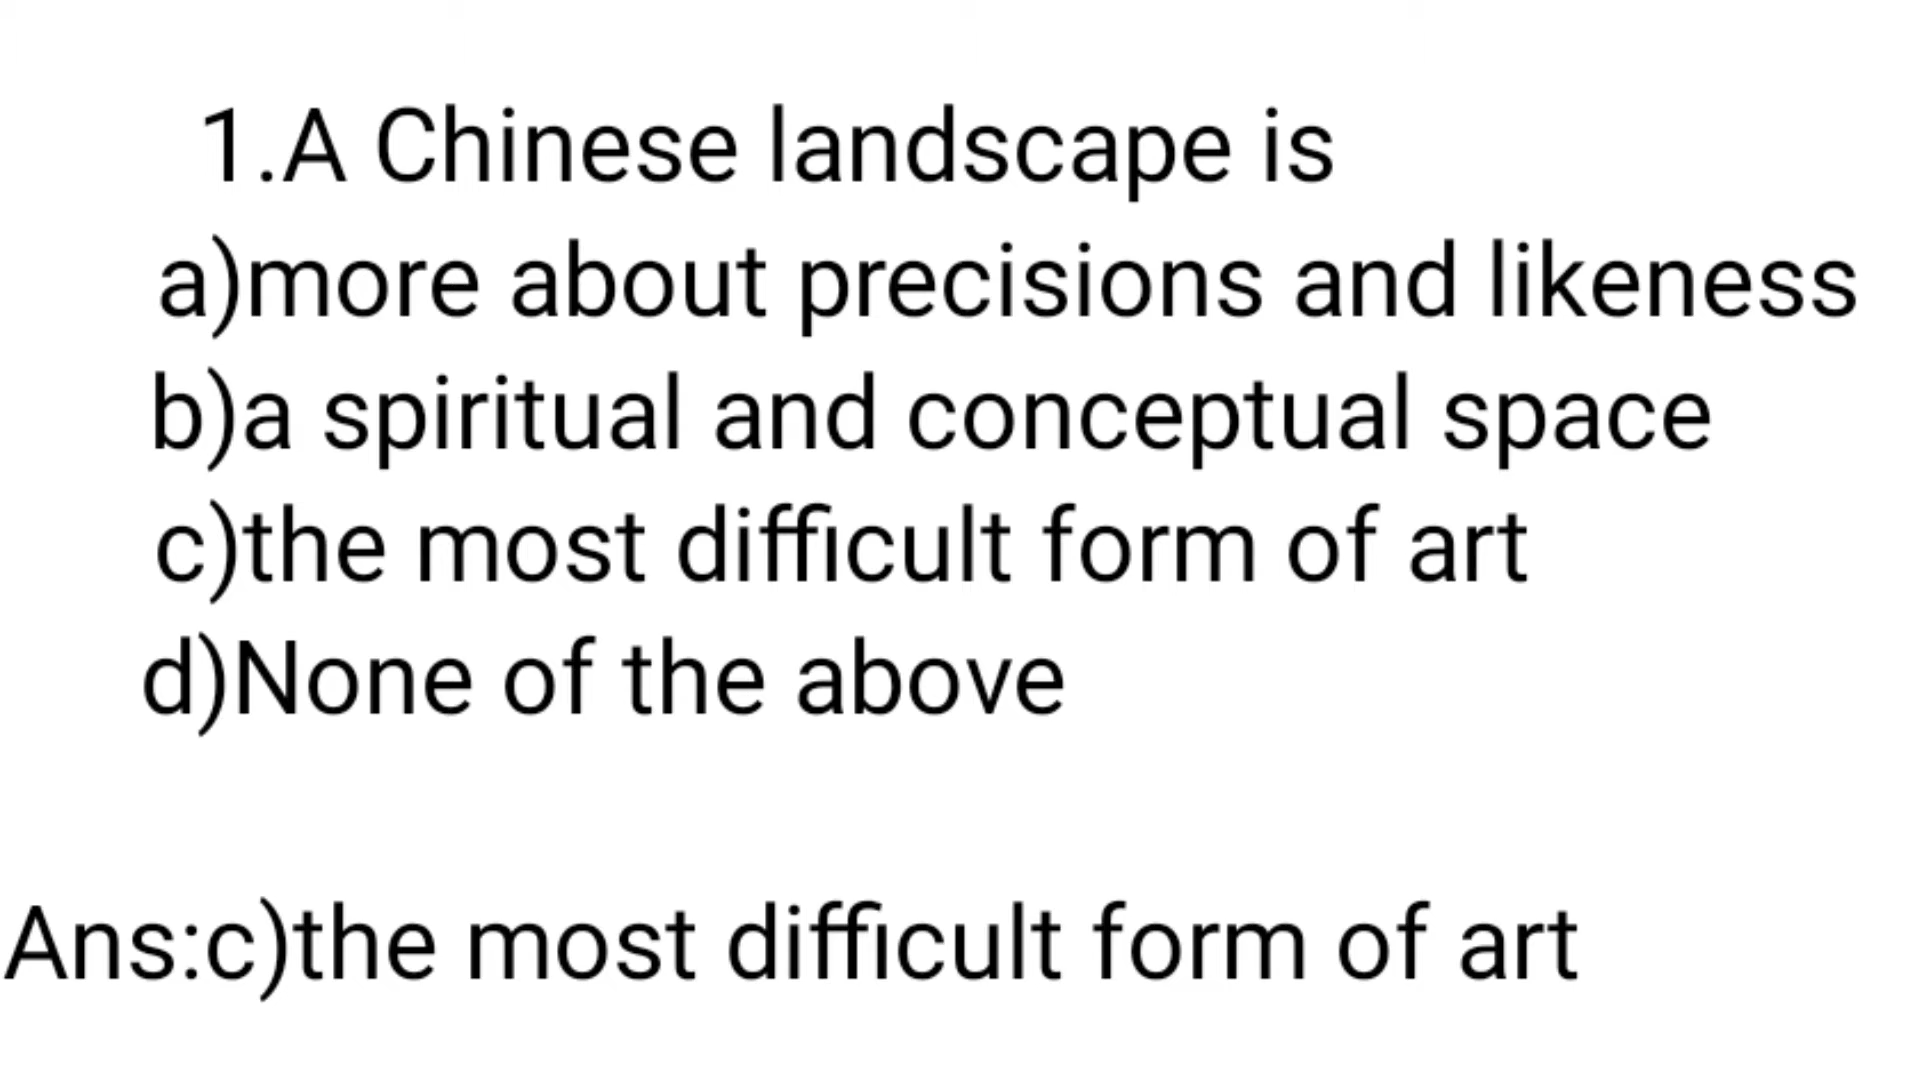 1.A Chinese landscape is
a)more about precisions and likeness
b)a spiritual and conceptual space
c)the most difficult form of art
d)None of the above
Ans:c)the most difficult form of art